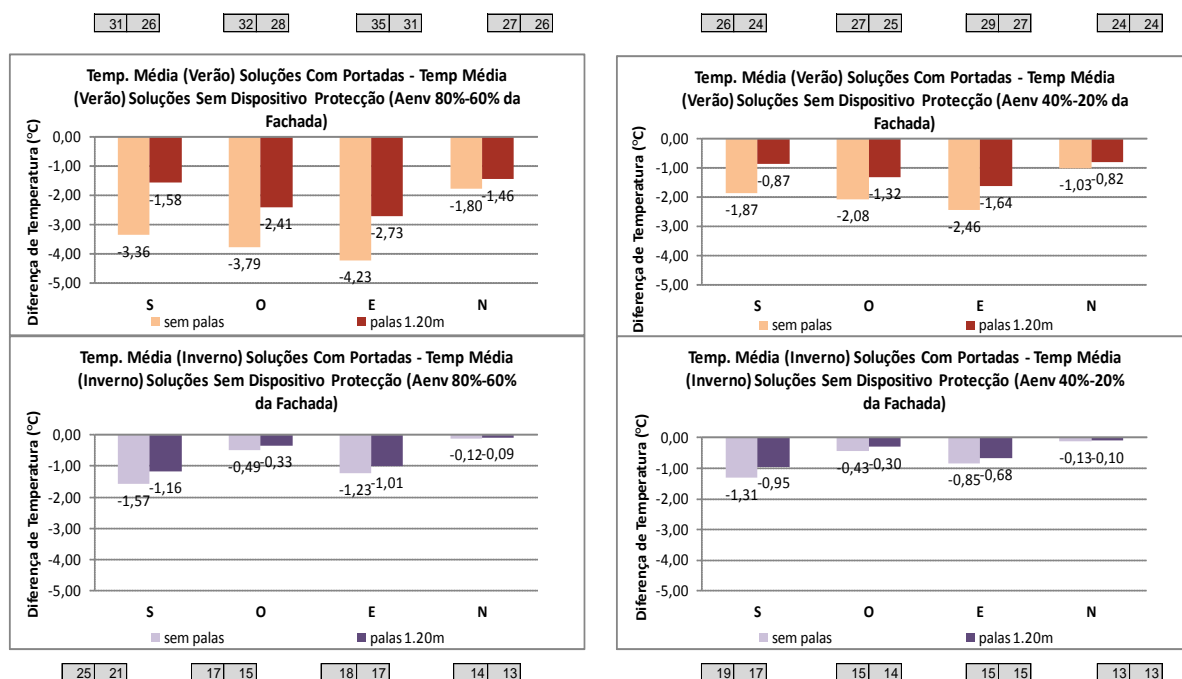 31 26 32 28 35 31 27 26
26 24 27 25 29 27 24 24
Temp. Média (Verão) Soluções Com Portadas - Temp Média
(Verão) Soluções Sem Dispositivo Protecção (Aenv 80%-60% da
Fachada)
Diferença de Temperatura (ºC)
0,00
-1,00
-2,00
-3,00
-4,00
-5,00
-3,36
-1,58
-3,79
-2,41
-4,23
-2,73
-1,80
-1,46
S O E N
sem palas palas 1.20m
Temp. Média (Verão) Soluções Com Portadas - Temp Média
(Verão) Soluções Sem Dispositivo Protecção (Aenv 40%-20% da
Fachada)
Diferença de Temperatura (ºC)
0,00
-1,00
-2,00
-3,00
-4,00
-5,00
-1,87
-0,87
-2,08
-1,32
-2,46
-1,64
-1,03
-0,82
S O E N
sem palas palas 1.20m
Temp. Média (Inverno) Soluções Com Portadas - Temp Média
(Inverno) Soluções Sem Dispositivo Protecção (Aenv 80%-60%
da Fachada)
Diferença de Temperatura (ºC)
0,00
-1,00
-2,00
-3,00
-4,00
-5,00
-1,57
-1,16
-0,49
-0,33
-1,23
-1,01
-0,12
-0,09
S O E N
sem palas palas 1.20m
Temp. Média (Inverno) Soluções Com Portadas - Temp Média
(Inverno) Soluções Sem Dispositivo Protecção (Aenv 40%-20%
da Fachada)
Diferença de Temperatura (ºC)
0,00
-1,00
-2,00
-3,00
-4,00
-5,00
-1,31
-0,95
-0,43
-0,30
-0,85
-0,68
-0,13
-0,10
S O E N
sem palas palas 1.20m
25 21 17 15 18 17 14 13
19 17 15 14 15 15 13 13